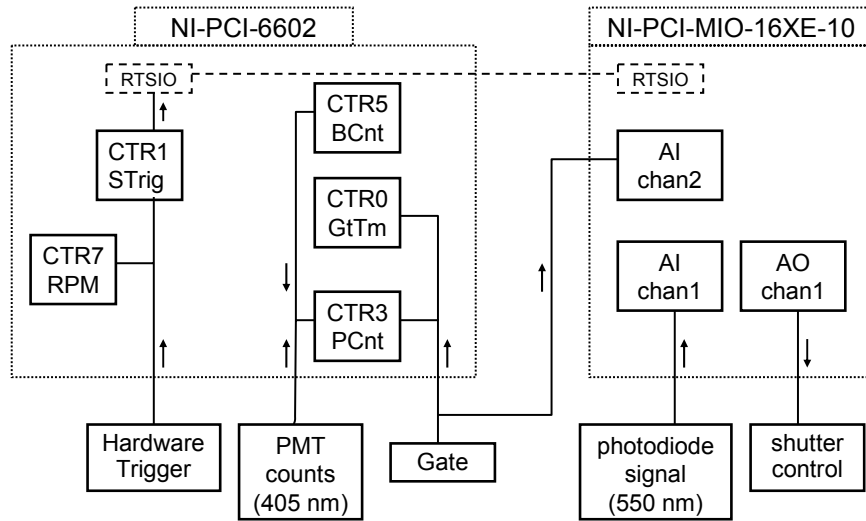 NI-PCI-6602
NI-PCI-MIO-16XE-10
RTSIO
RTSIO
CTR5
BCnt
CTR1
STrig
AI
chan2
CTR0
GtTm
CTR7
RPM
AI
chan1
AO
chan1
CTR3
PCnt
Hardware
Trigger
PMT
counts
(405 nm)
Gate
photodiode
signal
(550 nm)
shutter
control